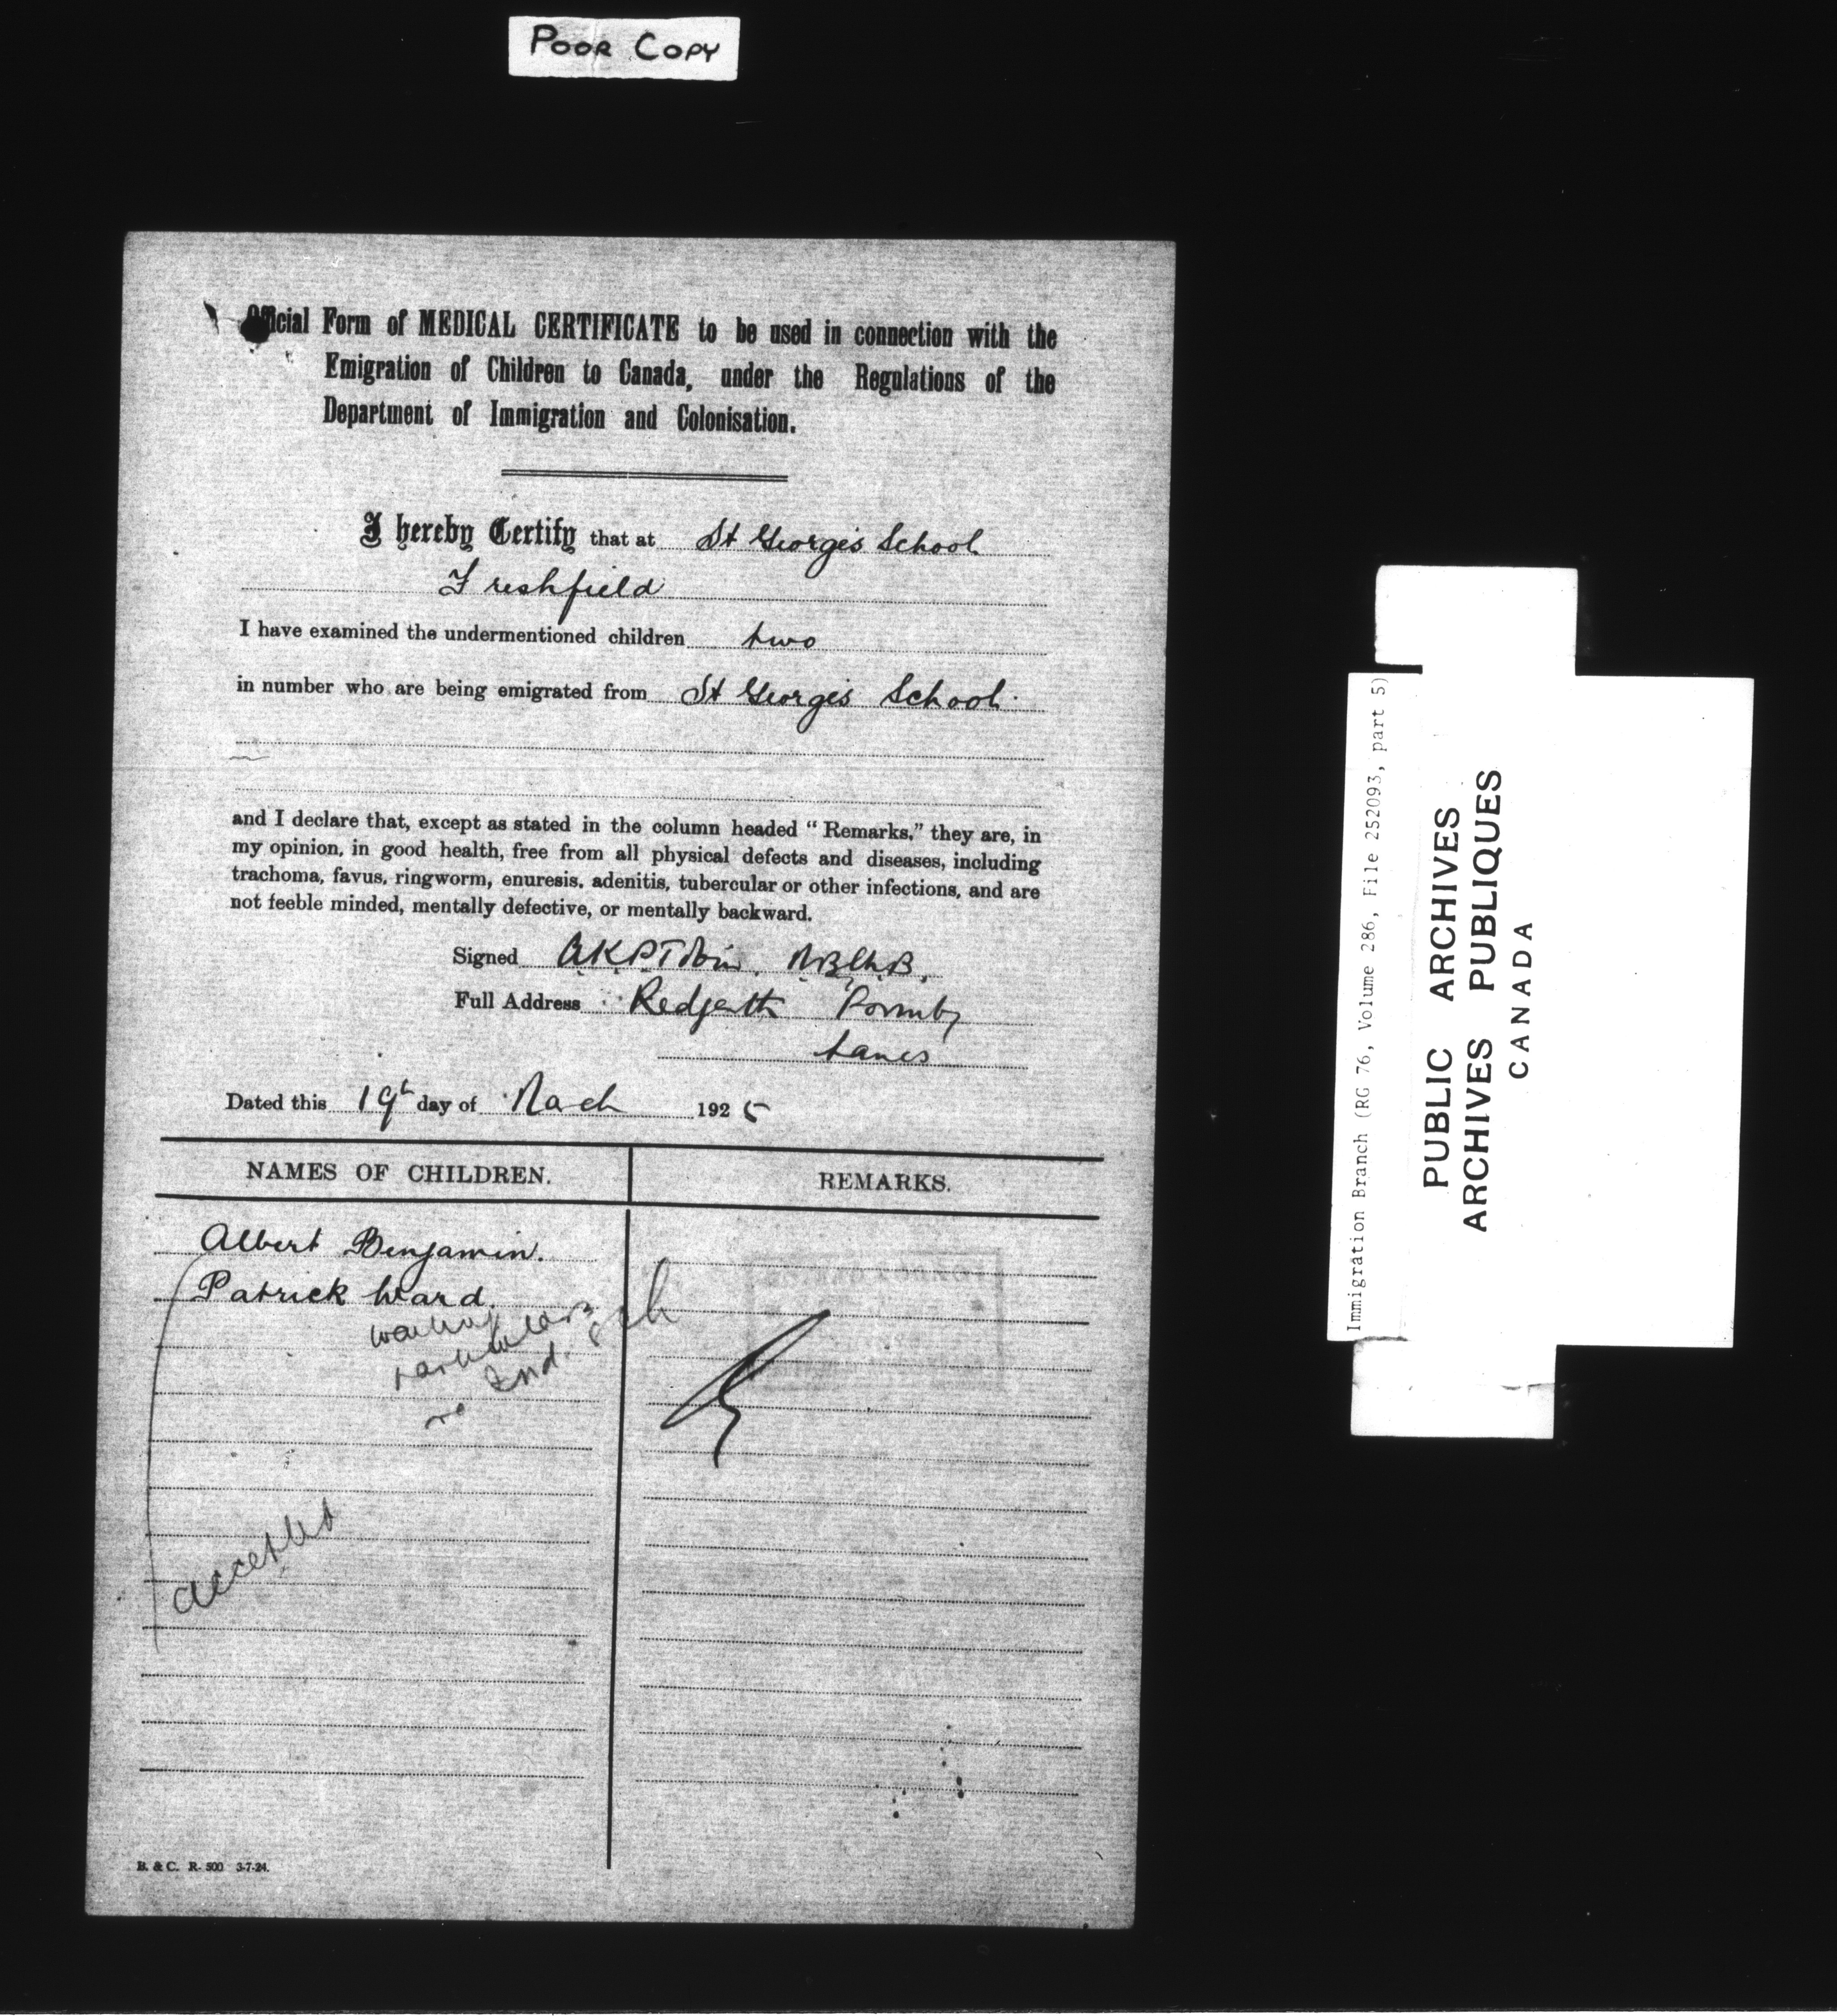 POOR COPY
Official Form of MEDICAL CERTIFICATE to be used in connection with the
Emigration of Children to Canada, under the Regulations of the
Department of Immigration and Colonisation.
I hereby Certify that at St George's School
Freshfield
I have examined the undermentioned children two
in number who are being emigrated from St George's School.
and I declare that, except as stated in the column headed “ Remarks,” they are, in
my opinion, in good health, free from all physical defects and diseases, including
trachoma, favus, ringworm, enuresis, adenitis, tubercular or other infections, and are
not feeble minded, mentally defective, or mentally backward.
Signed
Full Address Formby
Lancs
Dated this 19th day of March 1925
NAMES OF CHILDREN. REMARKS.
Albert Benjamin.
Patrick Ward.
waiting
particulars
re 2nd.
accepted
B. & C. R- 500 3-7-24.
Immigration Branch (RG 76, Volume 286, File 252093, part 5)
PUBLIC ARCHIVES
ARCHIVES PUBLIQUES
CANADA